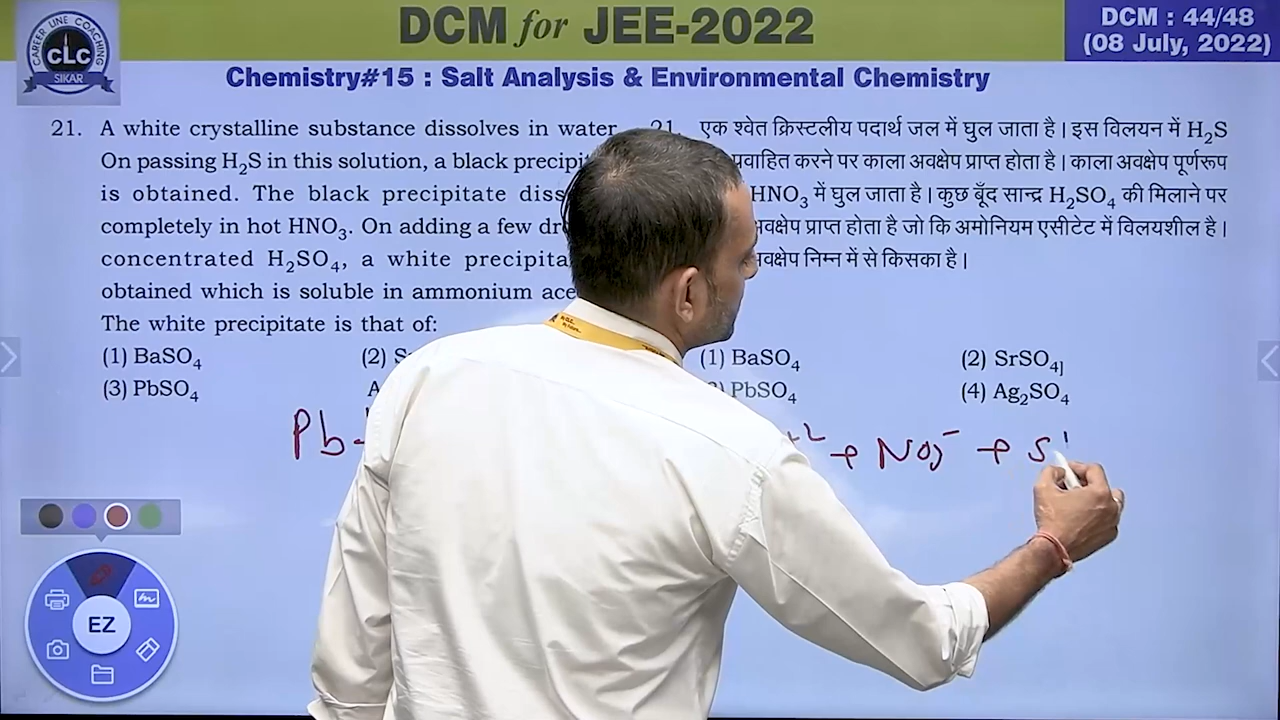 DCM for JEE-2022
DCM : 44/48
(08 July, 2022)
CAREER LINE COACHING
CLC
SIKAR
Chemistry#15 : Salt Analysis & Environmental Chemistry
21. A white crystalline substance dissolves in water
On passing H₂S in this solution, a black
is obtained. The black precipitate
completely in hot HNO₃. On adding a few
concentrated H₂SO₄, a white
obtained which is soluble in ammonium
The white precipitate is that of:
(1) BaSO₄ (2)
(3) PbSO₄
21. एक श्वेत क्रिस्टलीय पदार्थ जल में घुल जाता है। इस विलयन में H₂S
प्रवाहित करने पर काला अवक्षेप प्राप्त होता है। काला अवक्षेप पूर्णरूप
HNO₃ में घुल जाता है। कुछ बूँद सान्द्र H₂SO₄ की मिलाने पर
अवक्षेप प्राप्त होता है जो कि अमोनियम एसीटेट में विलयशील है।
अवक्षेप निम्न में से किसका है।
(1) BaSO₄ (2) SrSO₄]
PbSO₄ (4) Ag₂SO₄
Pb + NO₃⁻ + S
EZ